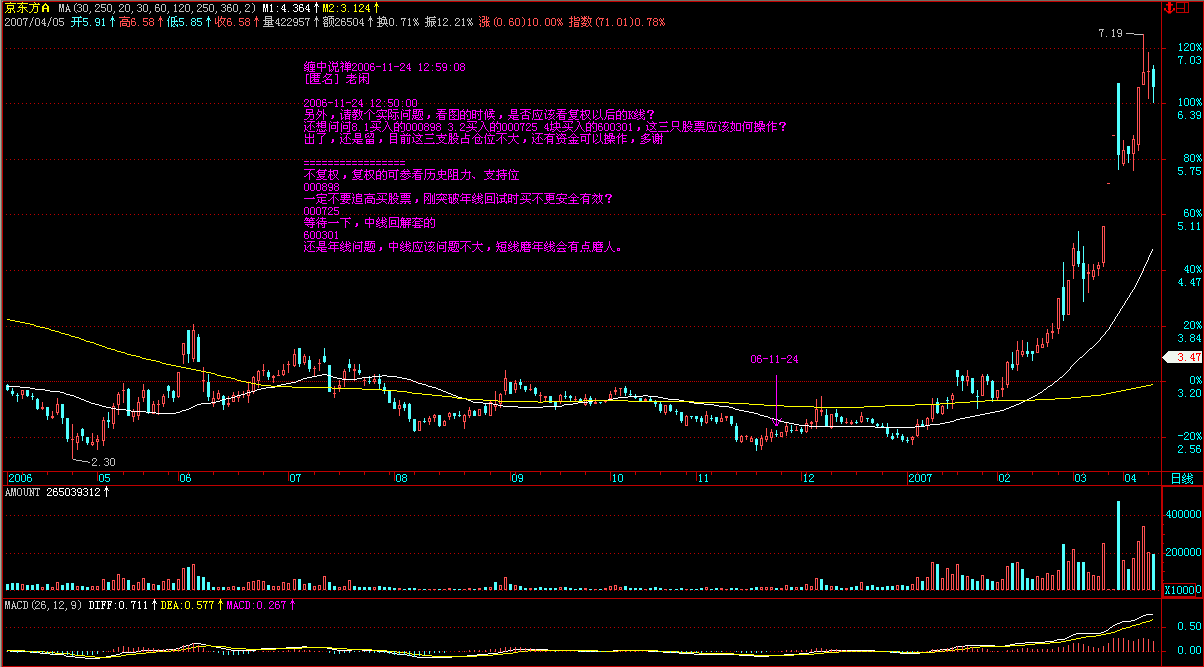 京东方A MA(30,250,20,30,60,120,250,360,2) M1:4.364↑M2:3.124↑
2007/04/05 开5.91↑高6.58↑低5.85↑收6.58↑量422957↑额26504↑换0.71% 振12.21% 涨(0.60)10.00% 指数(71.01)0.78%
7.19
120%
7.03
缠中说禅2006-11-24 12:59:08
[匿名] 老闲
2006-11-24 12:50:00
另外，请教个实际问题，看图的时候，是否应该看复权以后的K线？
还想问问8.1买入的000898 3.2买入的000725 4块买入的600301，这三只股票应该如何操作？
出了，还是留，目前这三支股占仓位不大，还有资金可以操作，多谢
=================
不复权，复权的可参看历史阻力、支持位
000898
一定不要追高买股票，刚突破年线回试时买不更安全有效？
000725
等待一下，中线回解套的
600301
还是年线问题，中线应该问题不大，短线磨年线会有点磨人。
100%
6.39
80%
5.75
60%
5.11
40%
4.47
20%
3.84
3.47
0%
3.20
-20%
2.56
06-11-24
2.30
2006 05 06 07 08 09 10 11 12 2007 02 03 04 日线
AMOUNT 265039312↑
400000
200000
X10000
MACD(26,12,9) DIFF:0.711↑DEA:0.577↑MACD:0.267↑
0.50
0.00